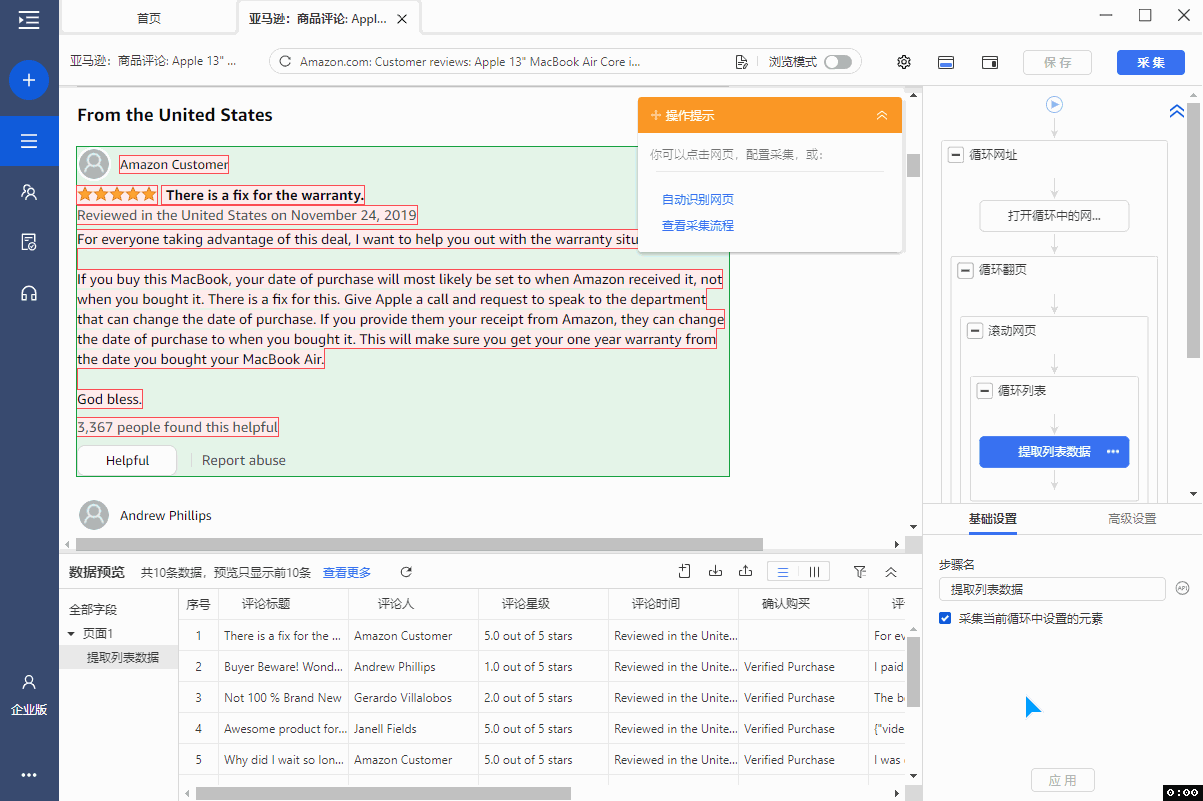 首页
亚马逊：商品评论: Appl...
亚马逊：商品评论: Apple 13" ...
Amazon.com: Customer reviews: Apple 13" MacBook Air Core i...
浏览模式
保存
采集
From the United States
Amazon Customer
There is a fix for the warranty.
Reviewed in the United States on November 24, 2019
For everyone taking advantage of this deal, I want to help you out with the warranty situ
If you buy this MacBook, your date of purchase will most likely be set to when Amazon received it, not
when you bought it. There is a fix for this. Give Apple a call and request to speak to the department
that can change the date of purchase. If you provide them your receipt from Amazon, they can change
the date of purchase to when you bought it. This will make sure you get your one year warranty from
the date you bought your MacBook Air.
God bless.
3,367 people found this helpful
Helpful
Report abuse
Andrew Phillips
操作提示
你可以点击网页，配置采集，或：
自动识别网页
查看采集流程
循环网址
打开循环中的网...
循环翻页
滚动网页
循环列表
提取列表数据 •••
基础设置
高级设置
步骤名
提取列表数据
API
采集当前循环中设置的元素
应用
0:00
企业版
数据预览 共10条数据，预览只显示前10条 查看更多
全部字段
页面1
提取列表数据
序号 评论标题 评论人 评论星级 评论时间 确认购买 评
1 There is a fix for the ... Amazon Customer 5.0 out of 5 stars Reviewed in the Unite... For ev
2 Buyer Beware! Wond... Andrew Phillips 1.0 out of 5 stars Reviewed in the Unite... Verified Purchase I paid
3 Not 100 % Brand New Gerardo Villalobos 2.0 out of 5 stars Reviewed in the Unite... Verified Purchase The b
4 Awesome product for... Janell Fields 5.0 out of 5 stars Reviewed in the Unite... Verified Purchase {"vide
5 Why did I wait so lon... Amazon Customer 5.0 out of 5 stars Reviewed in the Unite... Verified Purchase I was